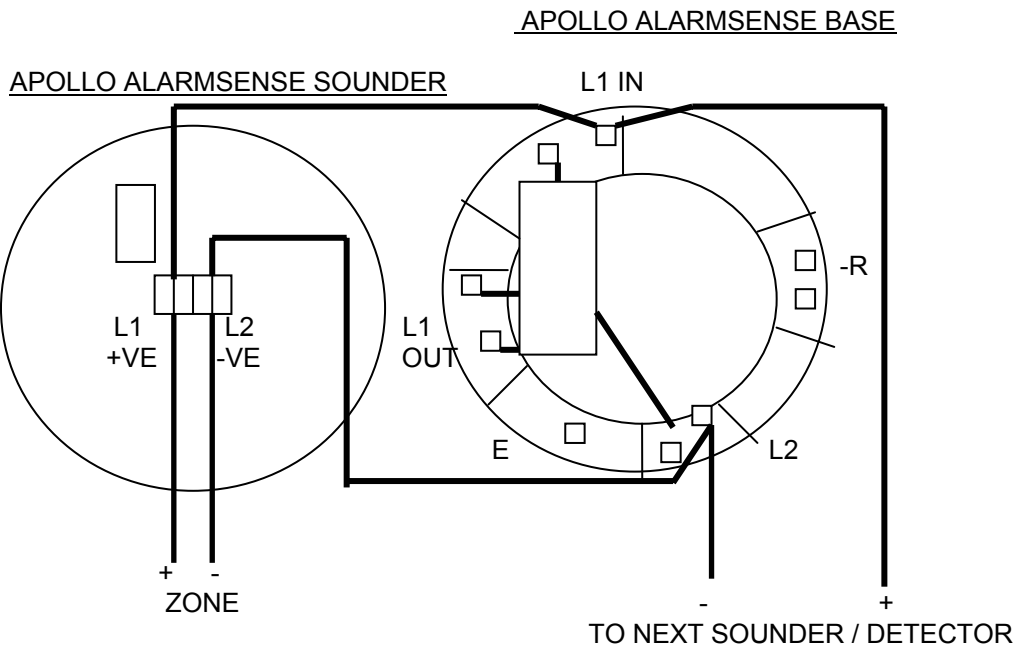 APOLLO ALARMSENSE BASE
APOLLO ALARMSENSE SOUNDER
L1 IN
-R
L1
+VE
L2
-VE
L1
OUT
E
L2
+ -
ZONE
- +
TO NEXT SOUNDER / DETECTOR